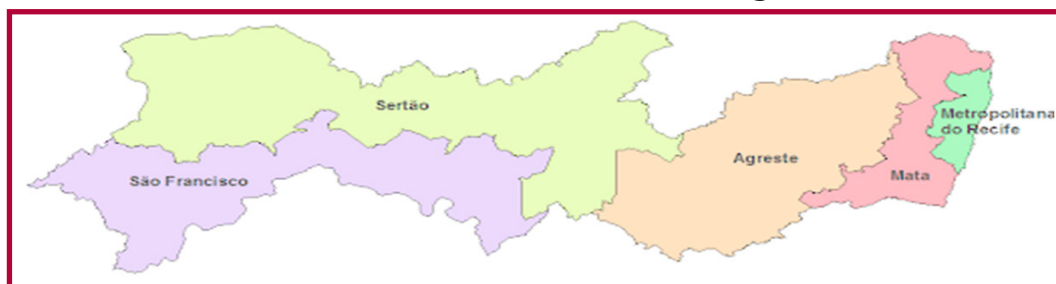 Sertão
São Francisco
Agreste
Mata
Metropolitana
do Recife